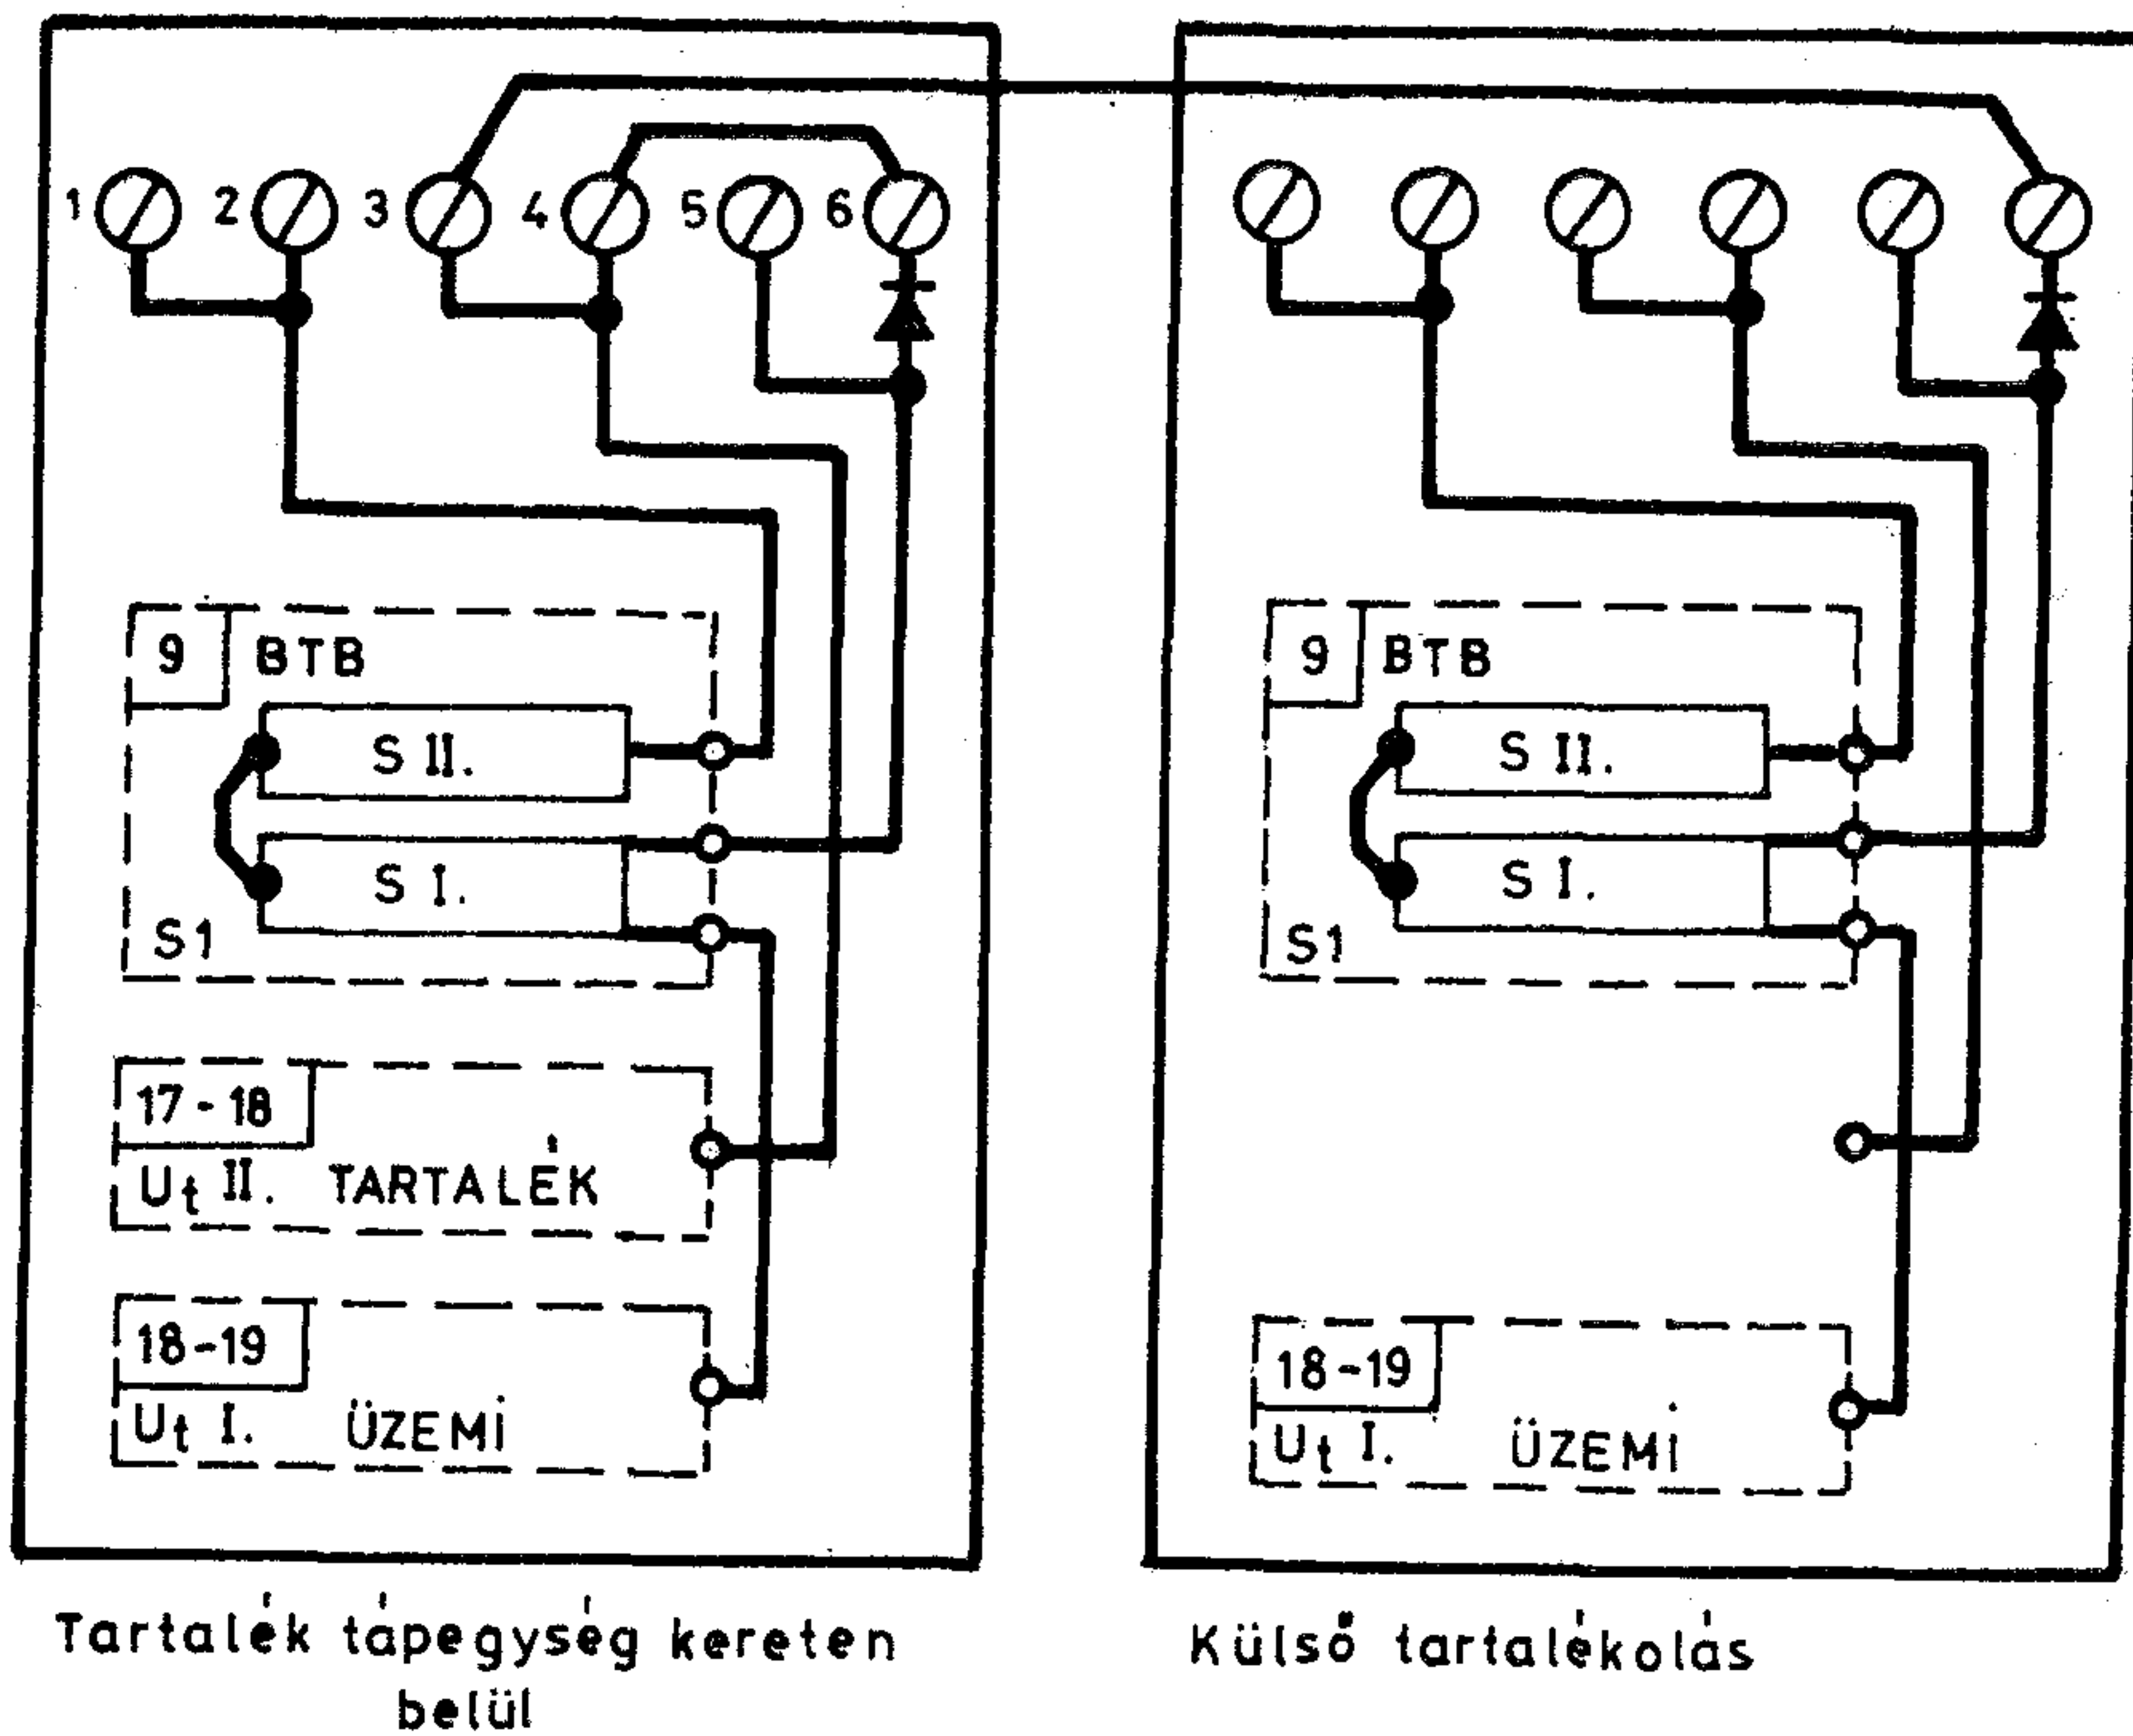 1 2 3 4 5 6
9 BTB
S II.
S I.
S1
17-18
Ut II. TARTALÉK
18-19
Ut I. ÜZEMİ
Tartalék tápegység kereten
belül
9 BTB
S II.
S I.
S1
18-19
Ut I. ÜZEMİ
Külső tartalékolás